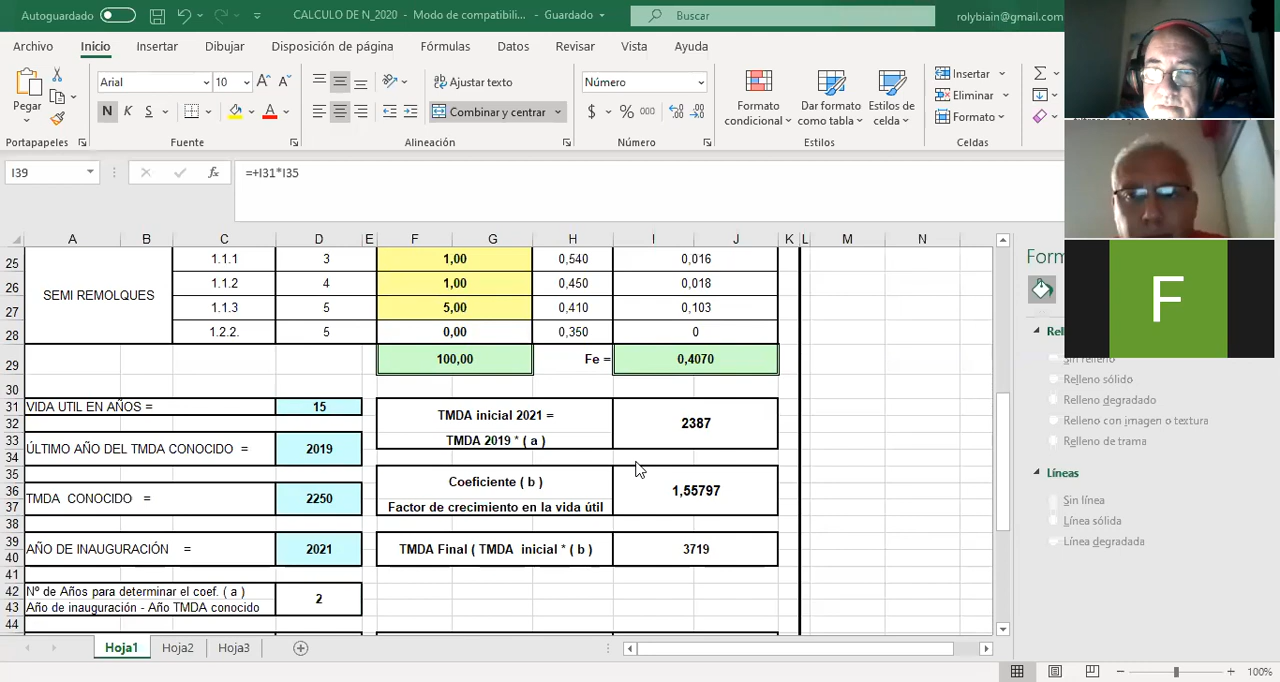 Autoguardado
CALCULO DE N_2020 - Modo de compatibili... - Guardado
Buscar
rolybiain@gmail.com
Archivo Inicio Insertar Dibujar Disposición de página Fórmulas Datos Revisar Vista Ayuda
Pegar
Portapapeles
Arial 10
N K S
Fuente
Ajustar texto
Combinar y centrar
Alineación
Número
$ % 000
Número
Formato condicional
Dar formato como tabla
Estilos de celda
Estilos
Insertar
Eliminar
Formato
Celdas
I39
fx
=+I31*I35
A B C D E F G H I J K L M N
25 1.1.1 3 1,00 0,540 0,016
26 1.1.2 4 1,00 0,450 0,018
SEMI REMOLQUES
27 1.1.3 5 5,00 0,410 0,103
28 1.2.2. 5 0,00 0,350 0
29 100,00 Fe = 0,4070
30
31 VIDA UTIL EN AÑOS = 15
TMDA inicial 2021 =
2387
32
33 TMDA 2019 * ( a )
ÚLTIMO AÑO DEL TMDA CONOCIDO = 2019
34
35
Coeficiente ( b )
36
1,55797
TMDA CONOCIDO = 2250
37 Factor de crecimiento en la vida útil
38
39
AÑO DE INAUGURACIÓN = 2021
TMDA Final ( TMDA inicial * ( b )
3719
40
41
42 Nº de Años para determinar el coef. ( a )
2
43 Año de inauguración - Año TMDA conocido
44
Hoja1 Hoja2 Hoja3
100%
Form
Rel
Sin relleno
Relleno sólido
Relleno degradado
Relleno con imagen o textura
Relleno de trama
Líneas
Sin línea
Línea sólida
Línea degradada
F